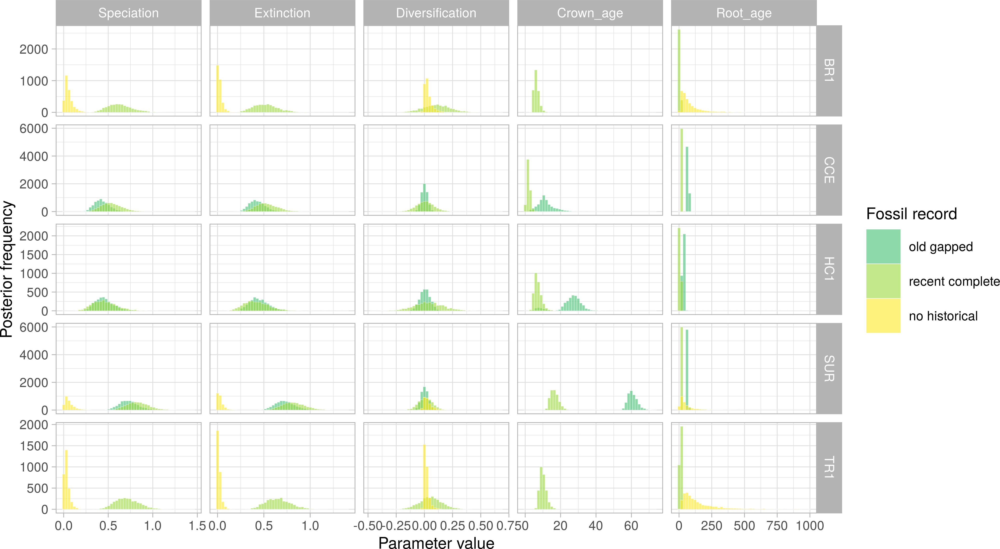 Speciation Extinction Diversification Crown_age Root_age
2000
1000
0
BR1
6000
4000
2000
0
CCE
2000
1500
1000
500
0
HC1
6000
4000
2000
0
SUR
2000
1500
1000
500
0
TR1
0.0 0.5 1.0 1.5 0.0 0.5 1.0 -0.50 -0.25 0.00 0.25 0.50 0.75 0 20 40 60 0 250 500 750 1000
Parameter value
Posterior frequency
Fossil record
old gapped
recent complete
no historical